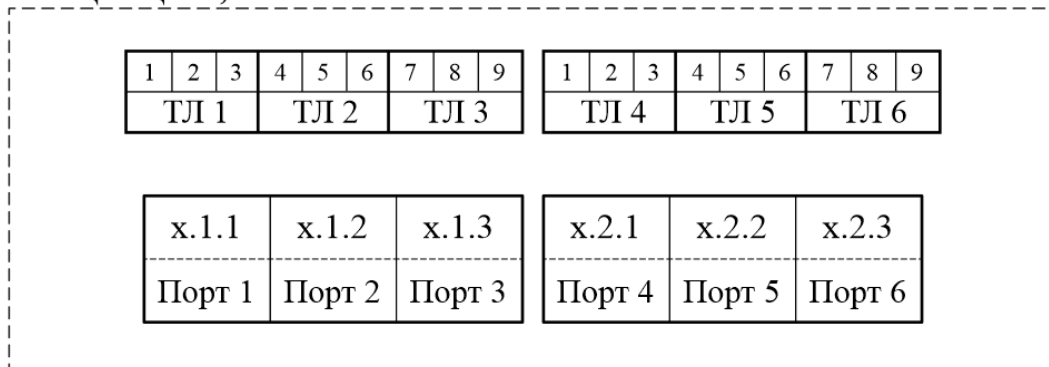 1 2 3 4 5 6 7 8 9 1 2 3 4 5 6 7 8 9
ТЛ 1 ТЛ 2 ТЛ 3 ТЛ 4 ТЛ 5 ТЛ 6
x.1.1 x.1.2 x.1.3 x.2.1 x.2.2 x.2.3
Порт 1 Порт 2 Порт 3 Порт 4 Порт 5 Порт 6